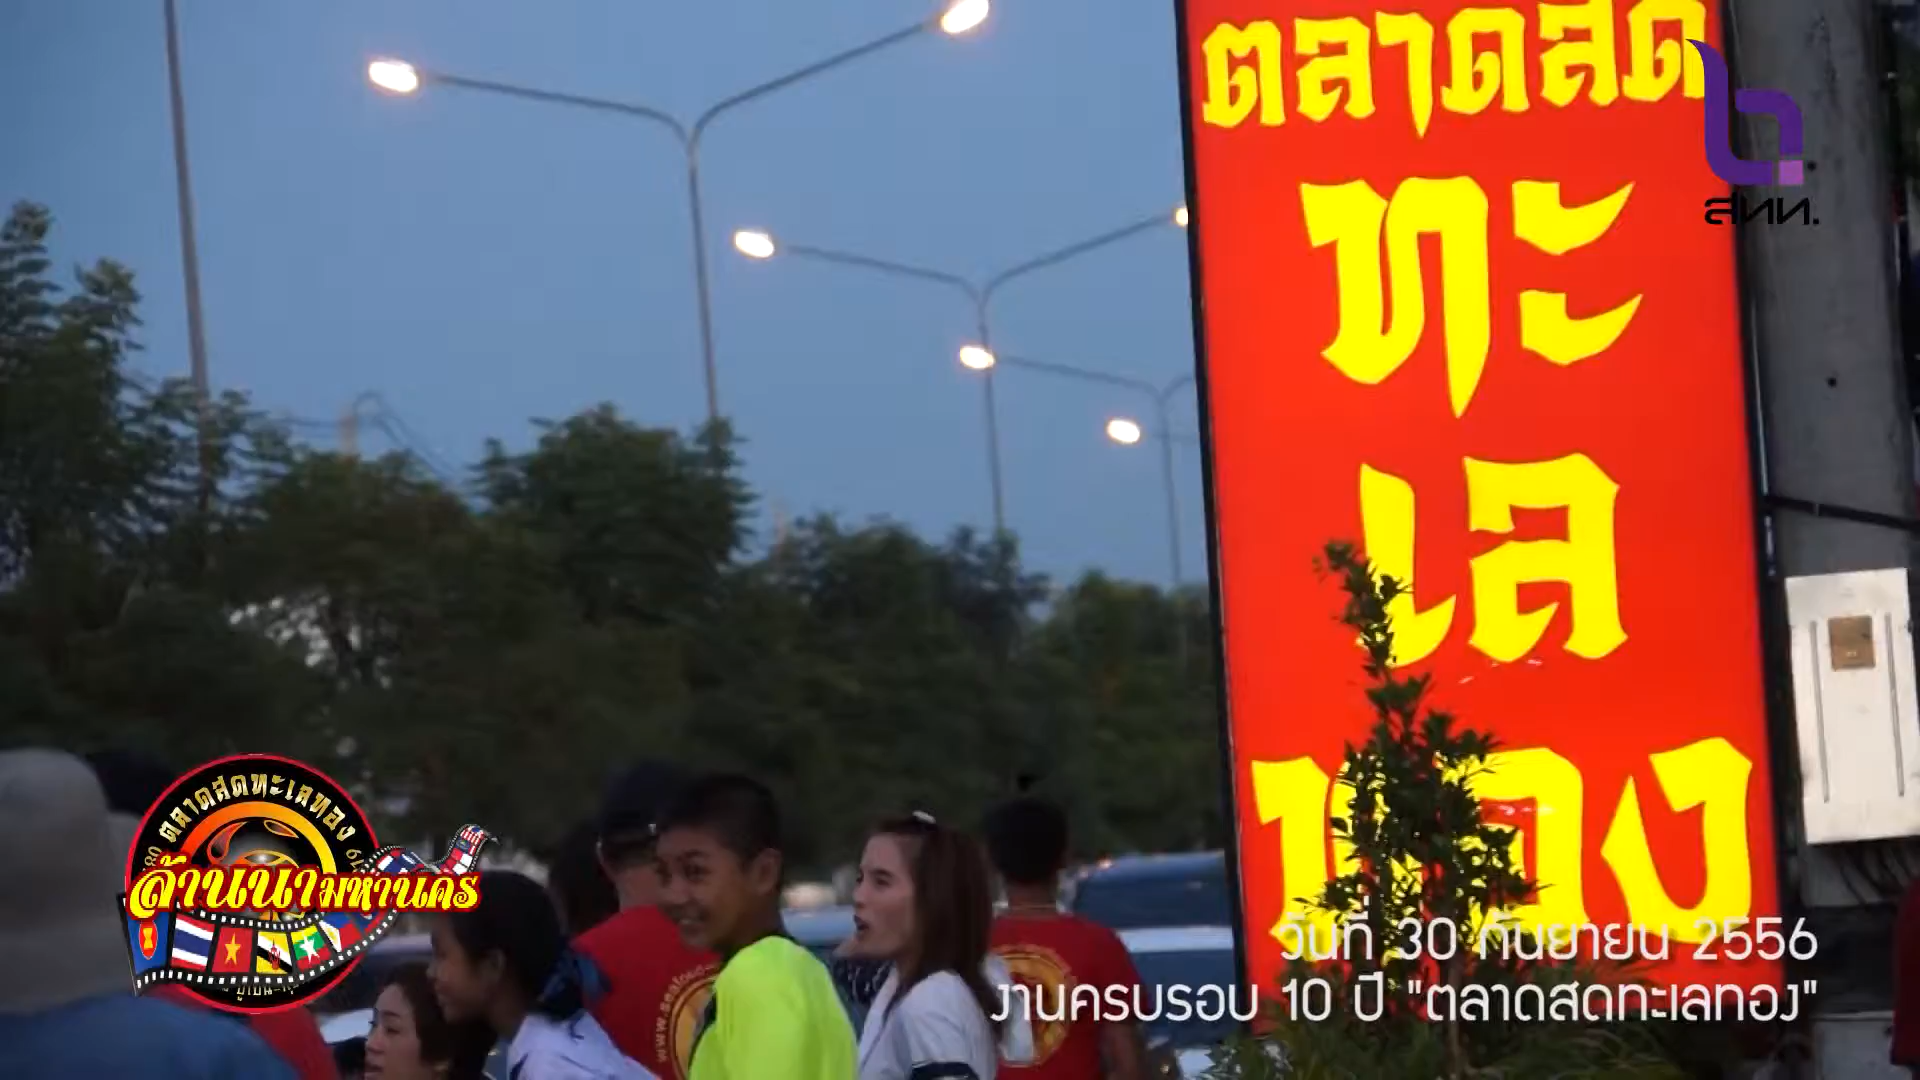 ตลาดสด
ทะ
เล
ทอง
สทท.
ตลาดสดทะเลทอง
ล้านนามหานคร
วันที่ 30 กันยายน 2556
งานครบรอบ 10 ปี "ตลาดสดทะเลทอง"